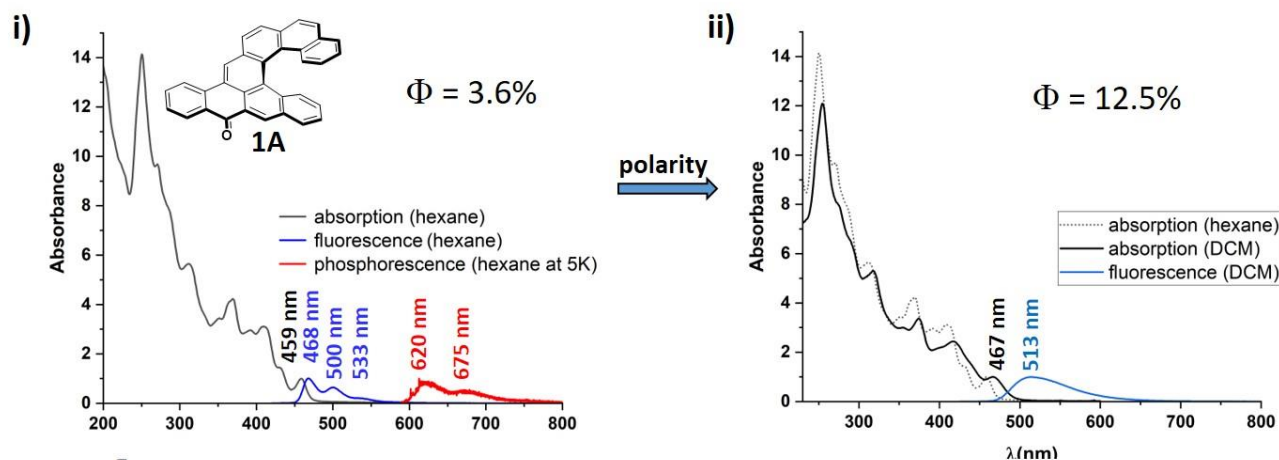 i)
14
12
10
8
6
4
2
0
Absorbance
200 300 400 500 600 700 800
O
1A
Φ = 3.6%
absorption (hexane)
fluorescence (hexane)
phosphorescence (hexane at 5K)
459 nm
468 nm
500 nm
533 nm
620 nm
675 nm
polarity
ii)
14
12
10
8
6
4
2
0
Absorbance
300 400 500 600 700 800
λ(nm)
Φ = 12.5%
absorption (hexane)
absorption (DCM)
fluorescence (DCM)
467 nm
513 nm